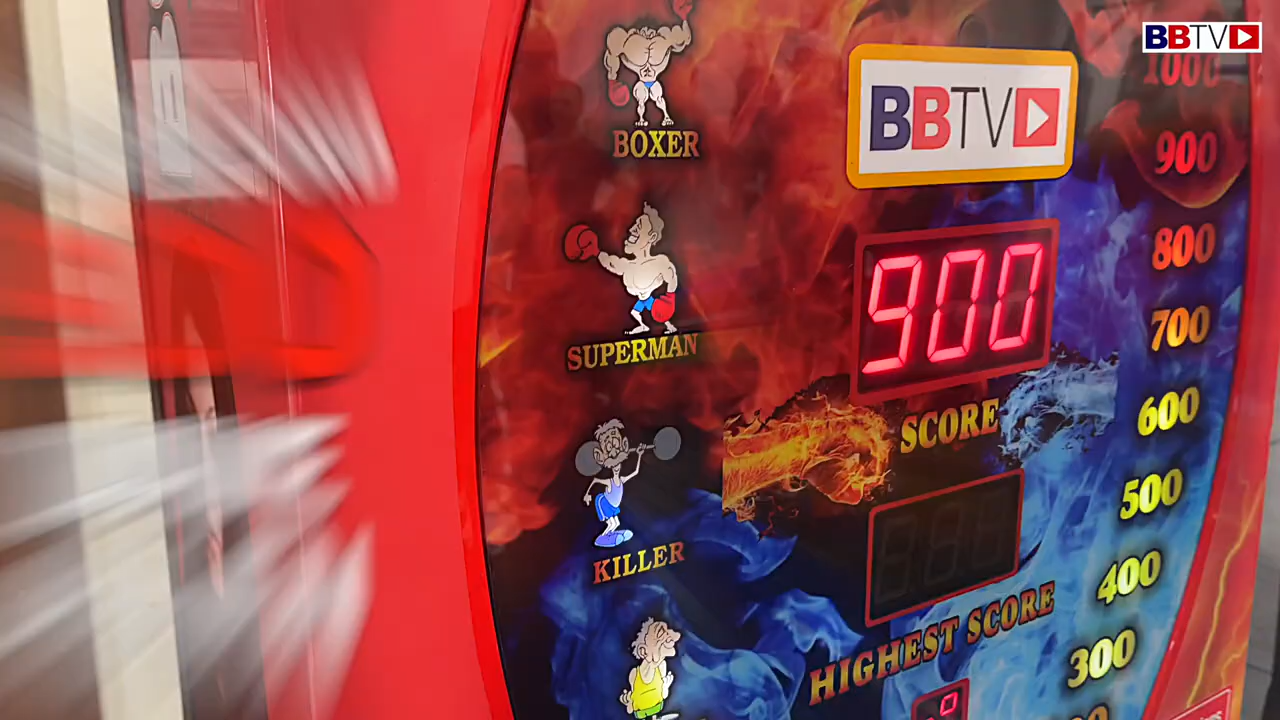 BBTV
1000
BOXER
BBTV
900
800
900
SUPERMAN
700
600
SCORE
500
KILLER
400
HIGHEST SCORE
300